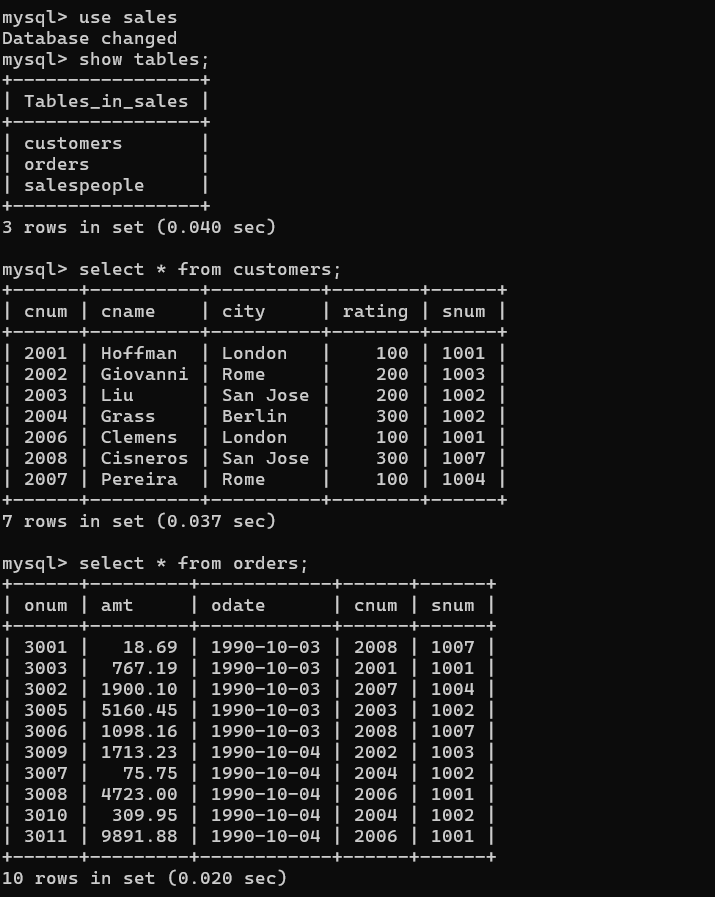 mysql> use sales
Database changed
mysql> show tables;
+-----------------+
| Tables_in_sales |
+-----------------+
| customers       |
| orders          |
| salespeople     |
+-----------------+
3 rows in set (0.040 sec)

mysql> select * from customers;
+------+----------+----------+--------+------+
| cnum | cname    | city     | rating | snum |
+------+----------+----------+--------+------+
| 2001 | Hoffman  | London   |    100 | 1001 |
| 2002 | Giovanni | Rome     |    200 | 1003 |
| 2003 | Liu      | San Jose |    200 | 1002 |
| 2004 | Grass    | Berlin   |    300 | 1002 |
| 2006 | Clemens  | London   |    100 | 1001 |
| 2008 | Cisneros | San Jose |    300 | 1007 |
| 2007 | Pereira  | Rome     |    100 | 1004 |
+------+----------+----------+--------+------+
7 rows in set (0.037 sec)

mysql> select * from orders;
+------+---------+------------+------+------+
| onum | amt     | odate      | cnum | snum |
+------+---------+------------+------+------+
| 3001 |   18.69 | 1990-10-03 | 2008 | 1007 |
| 3003 |  767.19 | 1990-10-03 | 2001 | 1001 |
| 3002 | 1900.10 | 1990-10-03 | 2007 | 1004 |
| 3005 | 5160.45 | 1990-10-03 | 2003 | 1002 |
| 3006 | 1098.16 | 1990-10-03 | 2008 | 1007 |
| 3009 | 1713.23 | 1990-10-04 | 2002 | 1003 |
| 3007 |   75.75 | 1990-10-04 | 2004 | 1002 |
| 3008 | 4723.00 | 1990-10-04 | 2006 | 1001 |
| 3010 |  309.95 | 1990-10-04 | 2004 | 1002 |
| 3011 | 9891.88 | 1990-10-04 | 2006 | 1001 |
+------+---------+------------+------+------+
10 rows in set (0.020 sec)